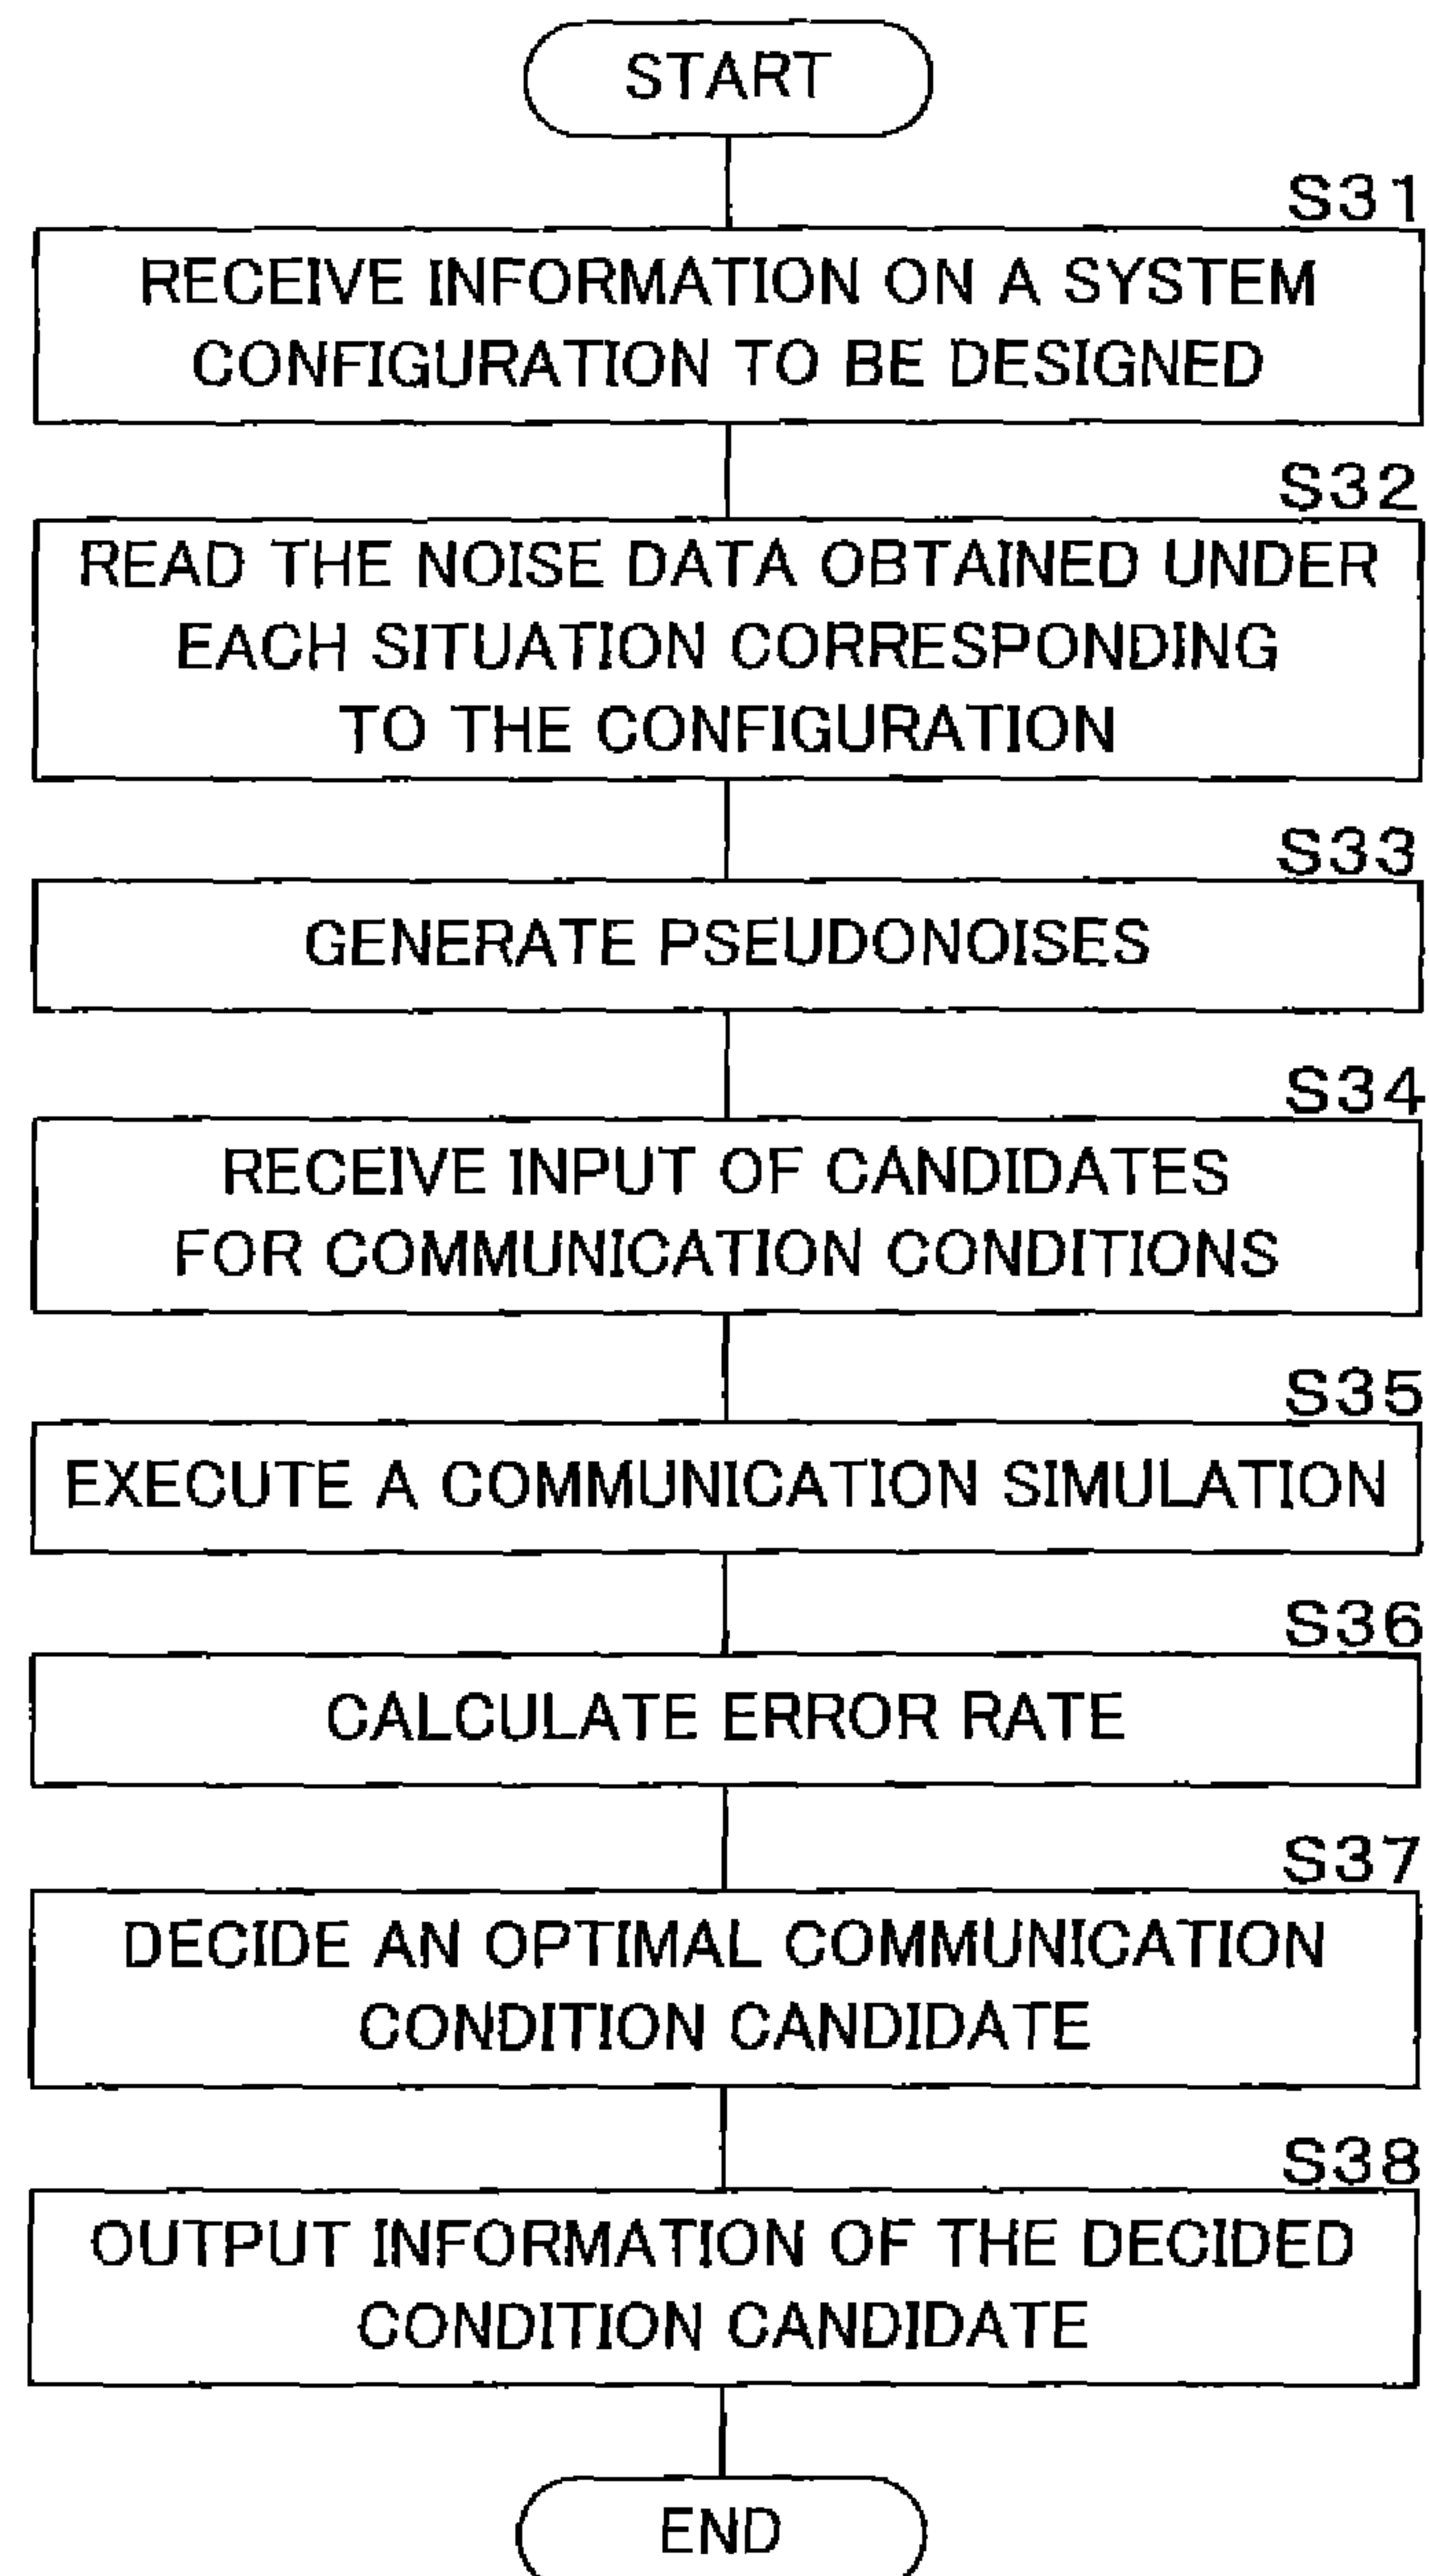 START
S31
RECEIVE INFORMATION ON A SYSTEM
CONFIGURATION TO BE DESIGNED
S32
READ THE NOISE DATA OBTAINED UNDER
EACH SITUATION CORRESPONDING
TO THE CONFIGURATION
S33
GENERATE PSEUDONOISES
S34
RECEIVE INPUT OF CANDIDATES
FOR COMMUNICATION CONDITIONS
S35
EXECUTE A COMMUNICATION SIMULATION
S36
CALCULATE ERROR RATE
S37
DECIDE AN OPTIMAL COMMUNICATION
CONDITION CANDIDATE
S38
OUTPUT INFORMATION OF THE DECIDED
CONDITION CANDIDATE
END